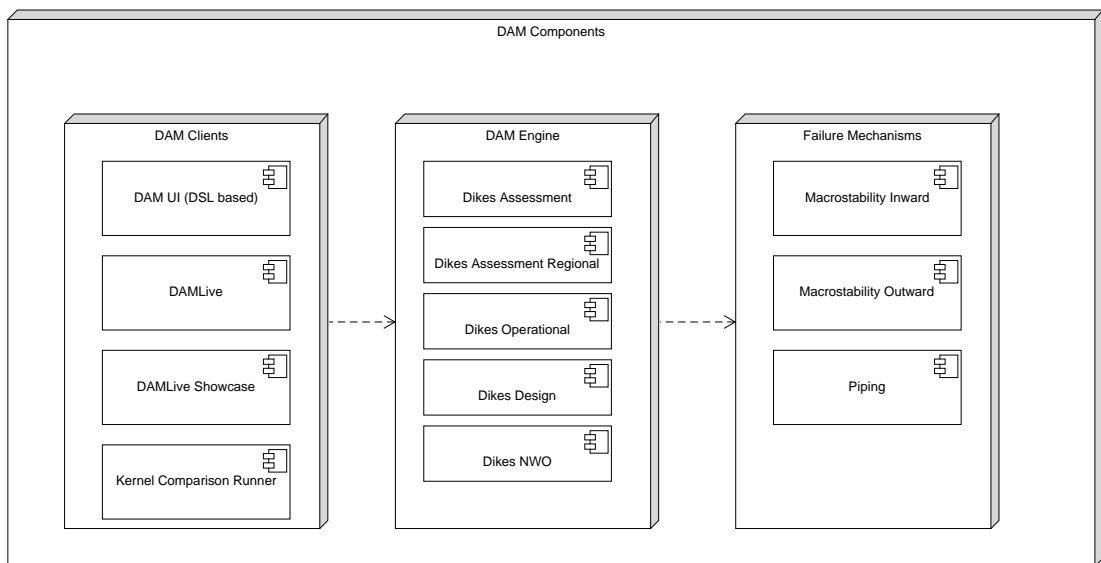 DAM Components
DAM Clients
DAM UI (DSL based)
DAMLive
DAMLive Showcase
Kernel Comparison Runner
DAM Engine
Dikes Assessment
Dikes Assessment Regional
Dikes Operational
Dikes Design
Dikes NWO
Failure Mechanisms
Macrostability Inward
Macrostability Outward
Piping